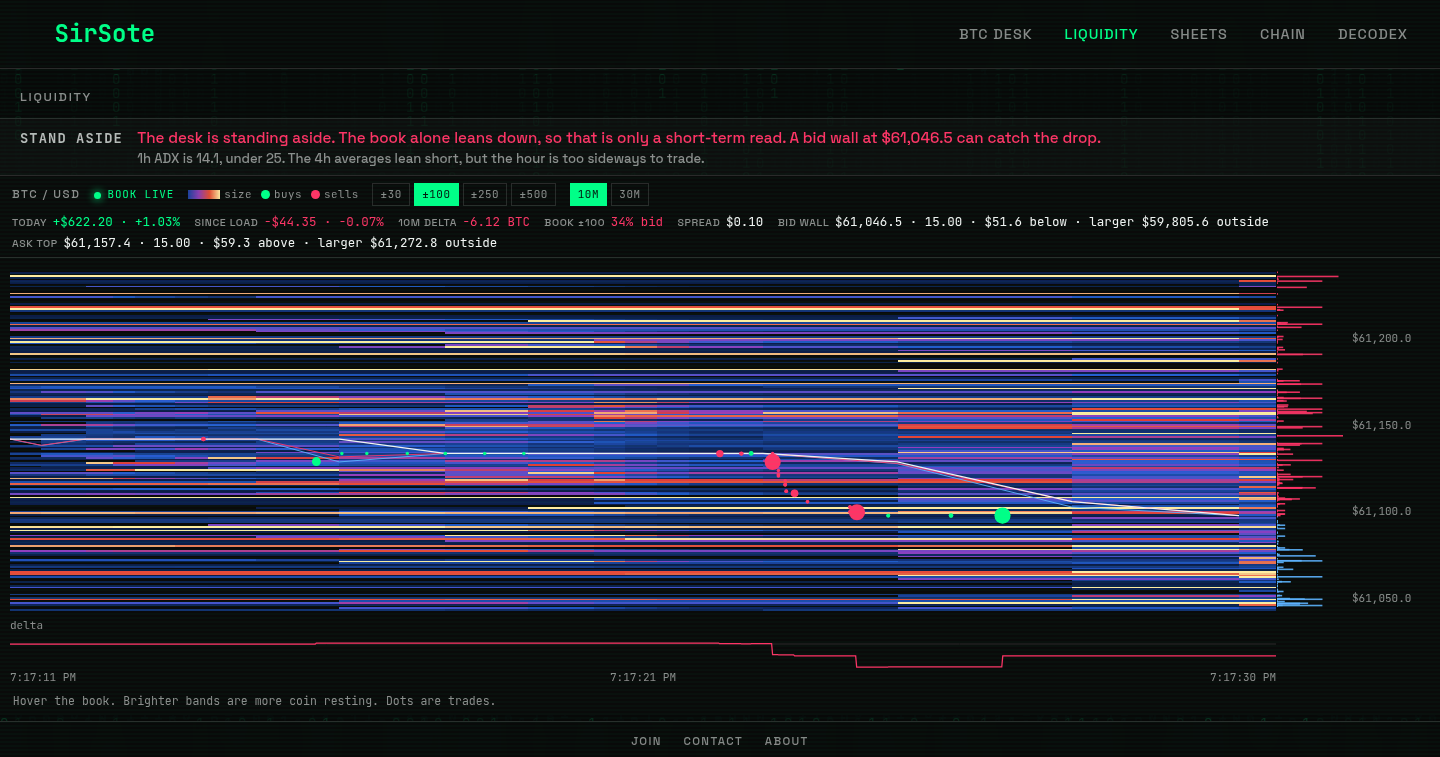 SirSote
BTC DESK LIQUIDITY SHEETS CHAIN DECODEX
LIQUIDITY
STAND ASIDE The desk is standing aside. The book alone leans down, so that is only a short-term read. A bid wall at $61,046.5 can catch the drop.
1h ADX is 14.1, under 25. The 4h averages lean short, but the hour is too sideways to trade.
BTC / USD BOOK LIVE size buys sells ±30 ±100 ±250 ±500 10M 30M
TODAY +$622.20 · +1.03% SINCE LOAD -$44.35 · -0.07% 10M DELTA -6.12 BTC BOOK ±100 34% bid SPREAD $0.10 BID WALL $61,046.5 · 15.00 · $51.6 below · larger $59,805.6 outside
ASK TOP $61,157.4 · 15.00 · $59.3 above · larger $61,272.8 outside
$61,200.0
$61,150.0
$61,100.0
$61,050.0
delta
7:17:11 PM 7:17:21 PM 7:17:30 PM
Hover the book. Brighter bands are more coin resting. Dots are trades.
JOIN CONTACT ABOUT